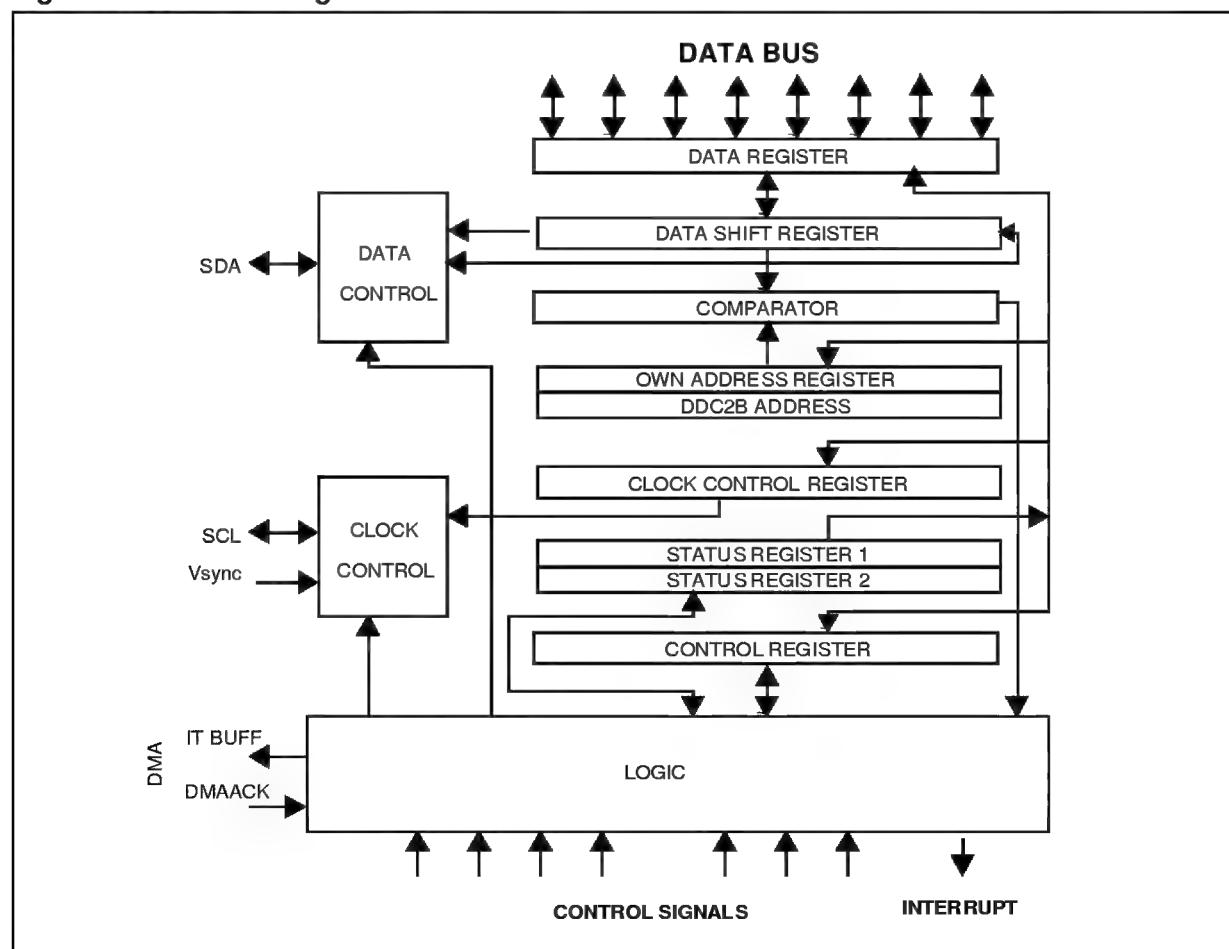 DATA BUS
DATA REGISTER
DATA SHIFT REGISTER
DATA
CONTROL
SDA
COMPARATOR
OWN ADDRESS REGISTER
DDC2B ADDRESS
CLOCK CONTROL REGISTER
SCL
CLOCK
CONTROL
Vsync
STATUS REGISTER 1
STATUS REGISTER 2
CONTROL REGISTER
DMA
IT BUFF
DMAACK
LOGIC
CONTROL SIGNALS
INTERRUPT